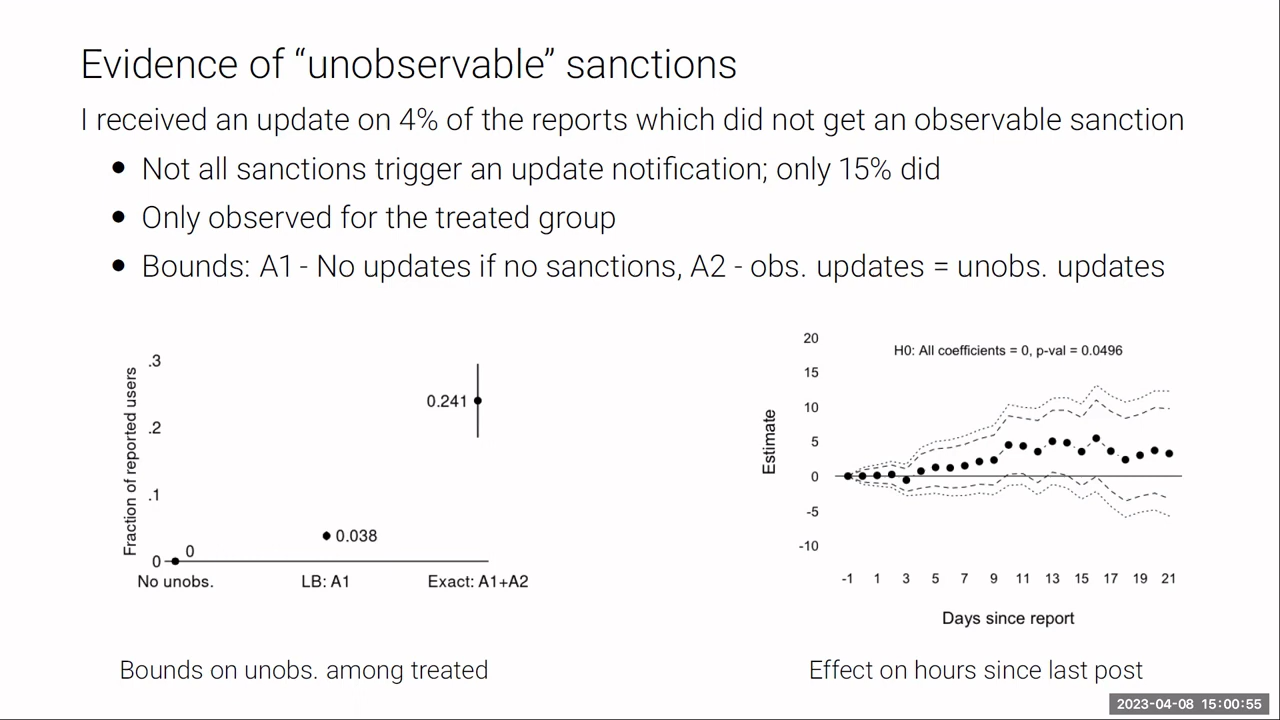 Evidence of “unobservable” sanctions
I received an update on 4% of the reports which did not get an observable sanction
● Not all sanctions trigger an update notification; only 15% did
● Only observed for the treated group
● Bounds: A1 - No updates if no sanctions, A2 - obs. updates = unobs. updates
Fraction of reported users
.3
.2
.1
0
0
0.038
0.241
No unobs.
LB: A1
Exact: A1+A2
Bounds on unobs. among treated
H0: All coefficients = 0, p-val = 0.0496
Estimate
20
15
10
5
0
-5
-10
-1 1 3 5 7 9 11 13 15 17 19 21
Days since report
Effect on hours since last post
2023-04-08 15:00:55